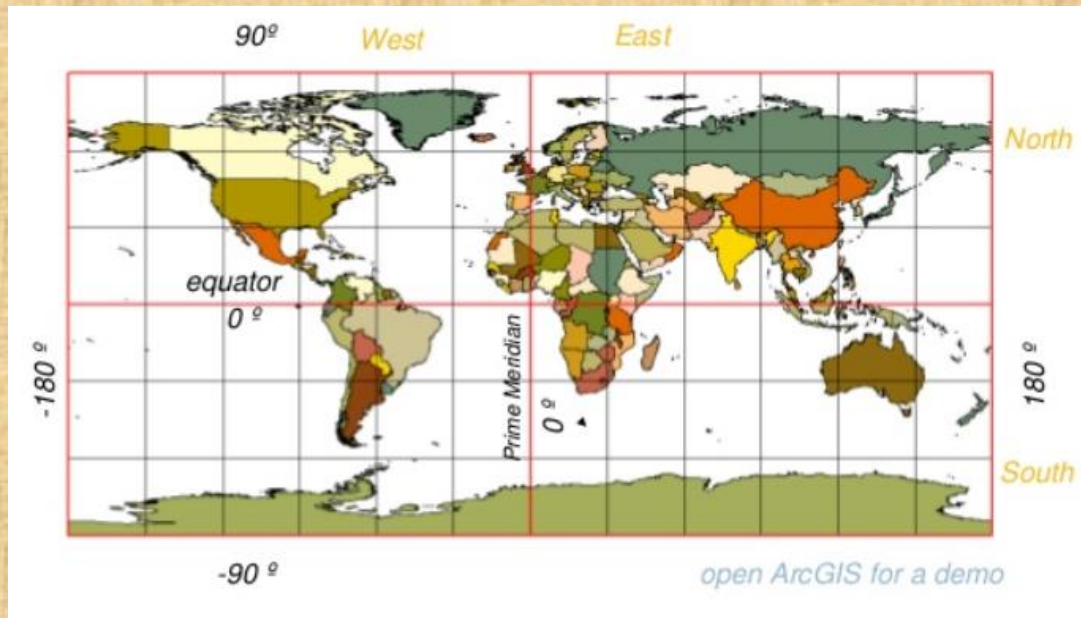 90º
West
East
North
equator
0 º
-180 º
Prime Meridian
0 º
180 º
South
-90 º
open ArcGIS for a demo